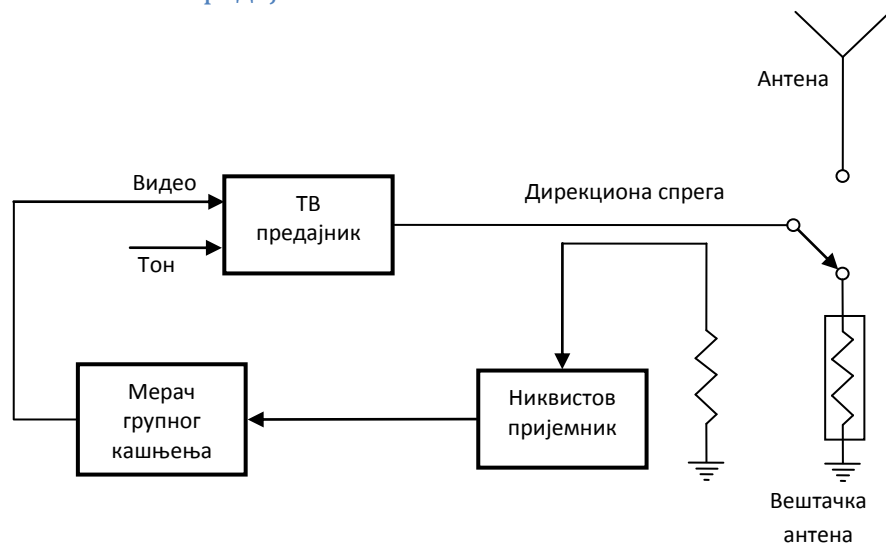 Антена
Видео
ТВ
предајник
Дирекциона спрега
Тон
Мерач
групног
кашњења
Никвистов
пријемник
Вештачка
антена